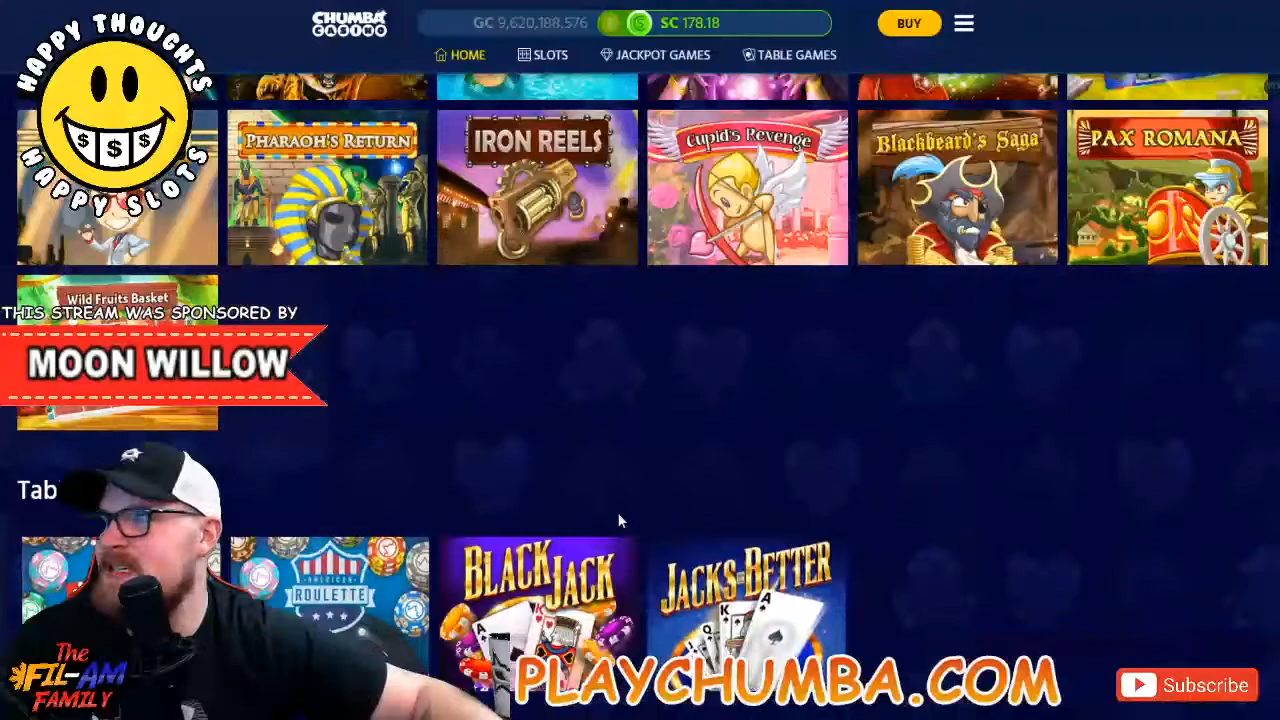 HAPPY THOUGHTS
HAPPY SLOTS
$ $ $
CHUMBA
CASINO
GC 9,620,188.576
SC 178.18
BUY
HOME
SLOTS
JACKPOT GAMES
TABLE GAMES
PHARAOH'S RETURN
IRON REELS
Cupid's Revenge
Blackbeard's Saga
PAX ROMANA
Wild Fruits Basket
THIS STREAM WAS SPONSORED BY
MOON WILLOW
Tab
AMERICAN
ROULETTE
BLACK JACK
JACKS OR BETTER
The
FIL-AM
FAMILY
PLAYCHUMBA.COM
Subscribe